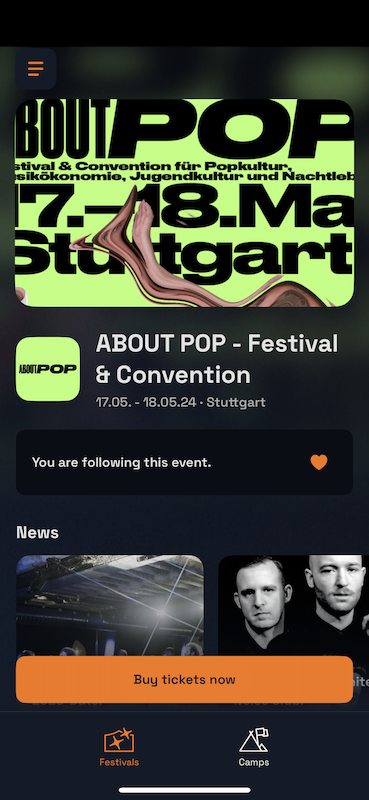 BOUT POP
stival & Convention für Popkultur,
sikökonomie, Jugendkultur und Nachtleb
17.–18.Ma
Stuttgart
ABOUT POP - Festival
& Convention
ABOUT POP
17.05. - 18.05.24 · Stuttgart
You are following this event.
News
Buy tickets now
Festivals
Camps